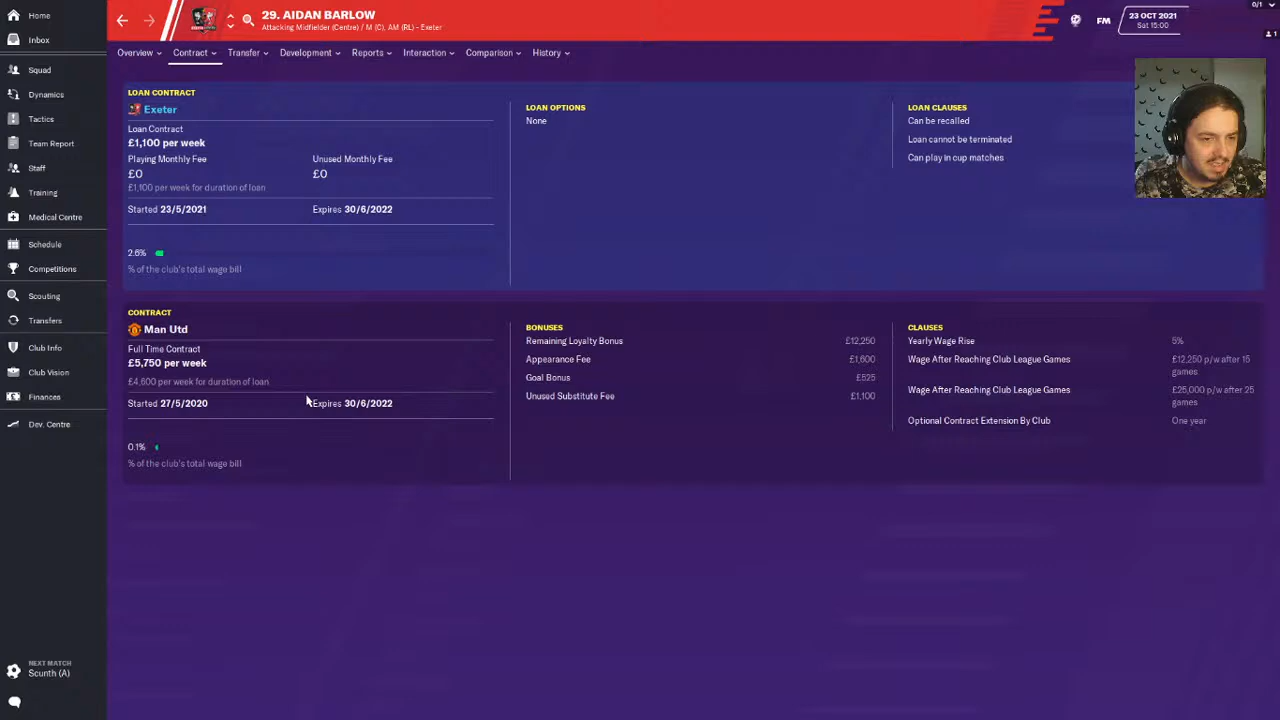 Home
Inbox
Squad
Dynamics
Tactics
Team Report
Staff
Training
Medical Centre
Schedule
Competitions
Scouting
Transfers
Club Info
Club Vision
Finances
Dev. Centre
NEXT MATCH
Scunth (A)
29. AIDAN BARLOW
Attacking Midfielder (Centre) / M (C), AM (RL) - Exeter
FM
23 OCT 2021
Sat 15:00
0/1
1
Overview
Contract
Transfer
Development
Reports
Interaction
Comparison
History
LOAN CONTRACT
Exeter
Loan Contract
£1,100 per week
Playing Monthly Fee Unused Monthly Fee
£0 £0
£1,100 per week for duration of loan
Started 23/5/2021 Expires 30/6/2022
2.6%
% of the club's total wage bill
LOAN OPTIONS
None
LOAN CLAUSES
Can be recalled
Loan cannot be terminated
Can play in cup matches
CONTRACT
Man Utd
Full Time Contract
£5,750 per week
£4,600 per week for duration of loan
Started 27/5/2020 Expires 30/6/2022
0.1%
% of the club's total wage bill
BONUSES
Remaining Loyalty Bonus £12,250
Appearance Fee £1,600
Goal Bonus £525
Unused Substitute Fee £1,100
CLAUSES
Yearly Wage Rise 5%
Wage After Reaching Club League Games £12,250 p/w after 15
games
Wage After Reaching Club League Games £25,000 p/w after 25
games
Optional Contract Extension By Club One year